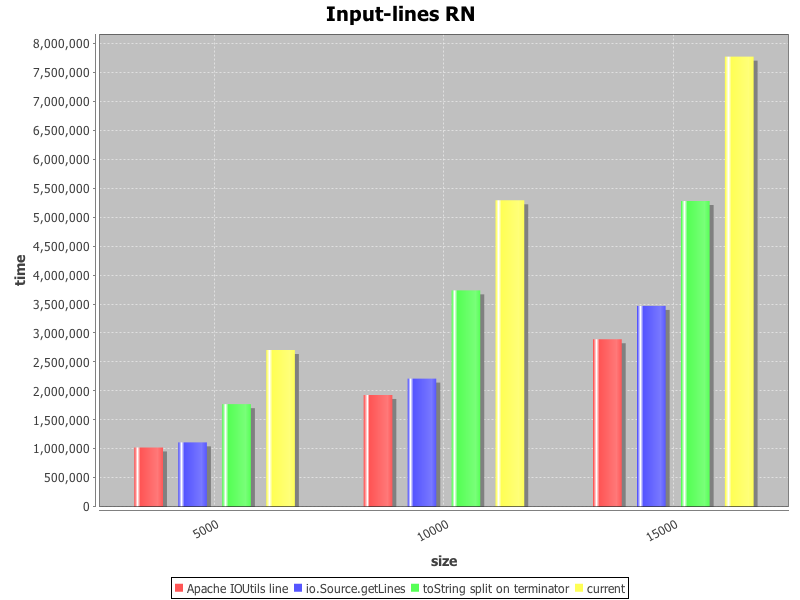 Input-lines RN
time
8,000,000
7,500,000
7,000,000
6,500,000
6,000,000
5,500,000
5,000,000
4,500,000
4,000,000
3,500,000
3,000,000
2,500,000
2,000,000
1,500,000
1,000,000
500,000
0
5000
10000
15000
size
Apache IOUtils line
io.Source.getLines
toString split on terminator
current